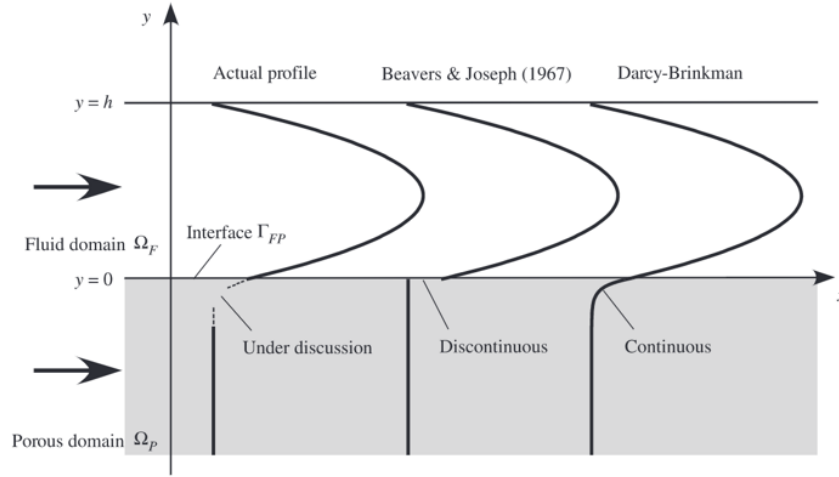 y
Actual profile
Beavers & Joseph (1967)
Darcy-Brinkman
y = h
Interface Γ_FP
Fluid domain Ω_F
y = 0
Under discussion
Discontinuous
Continuous
Porous domain Ω_P